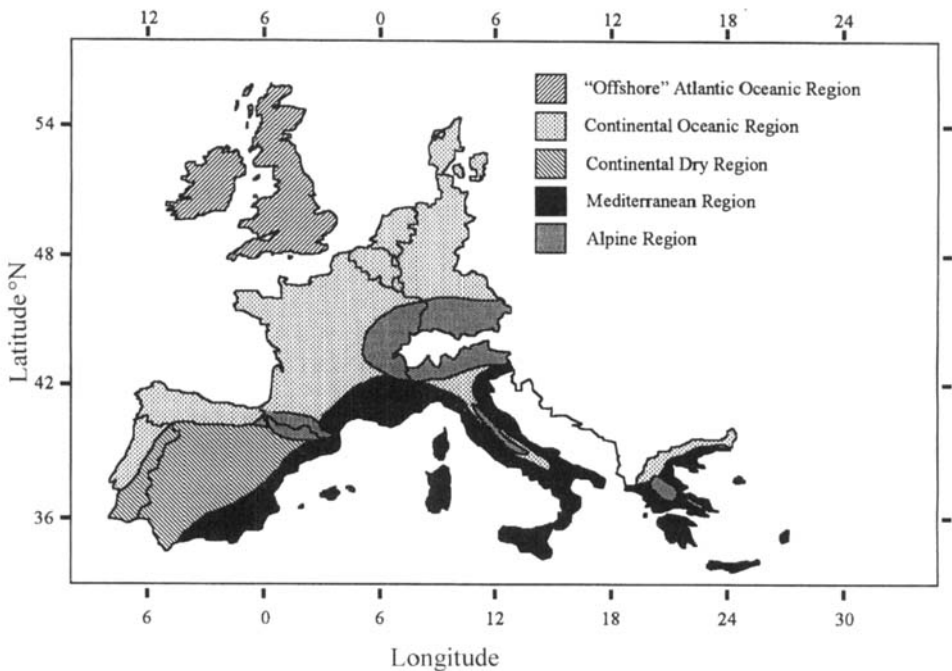 12 6 0 6 12 18 24
"Offshore" Atlantic Oceanic Region
54
Continental Oceanic Region
Continental Dry Region
Mediterranean Region
48
Alpine Region
Latitude °N
42
36
6 0 6 12 18 24 30
Longitude